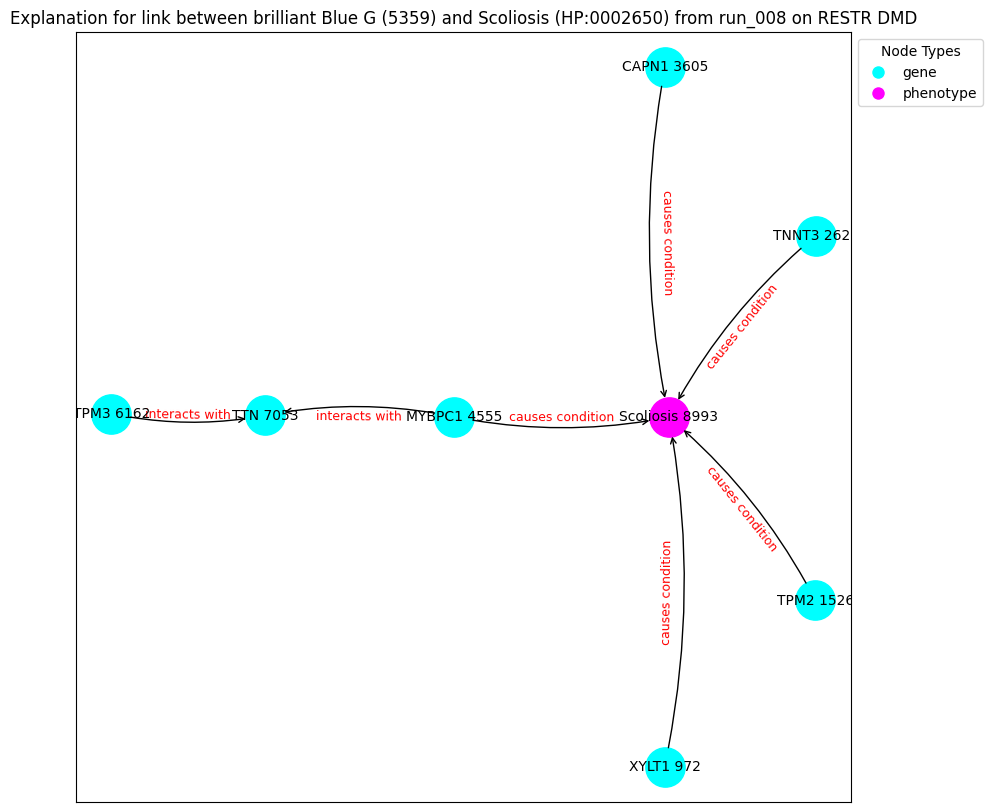 Explanation for link between brilliant Blue G (5359) and Scoliosis (HP:0002650) from run_008 on RESTR DMD
Node Types
gene
phenotype
CAPN1 3605
causes condition
TNNT3 262
causes condition
TPM3 6162
interacts with
TTN 7053
interacts with
MYBPC1 4555
causes condition
Scoliosis 8993
causes condition
causes condition
TPM2 1526
XYLT1 972